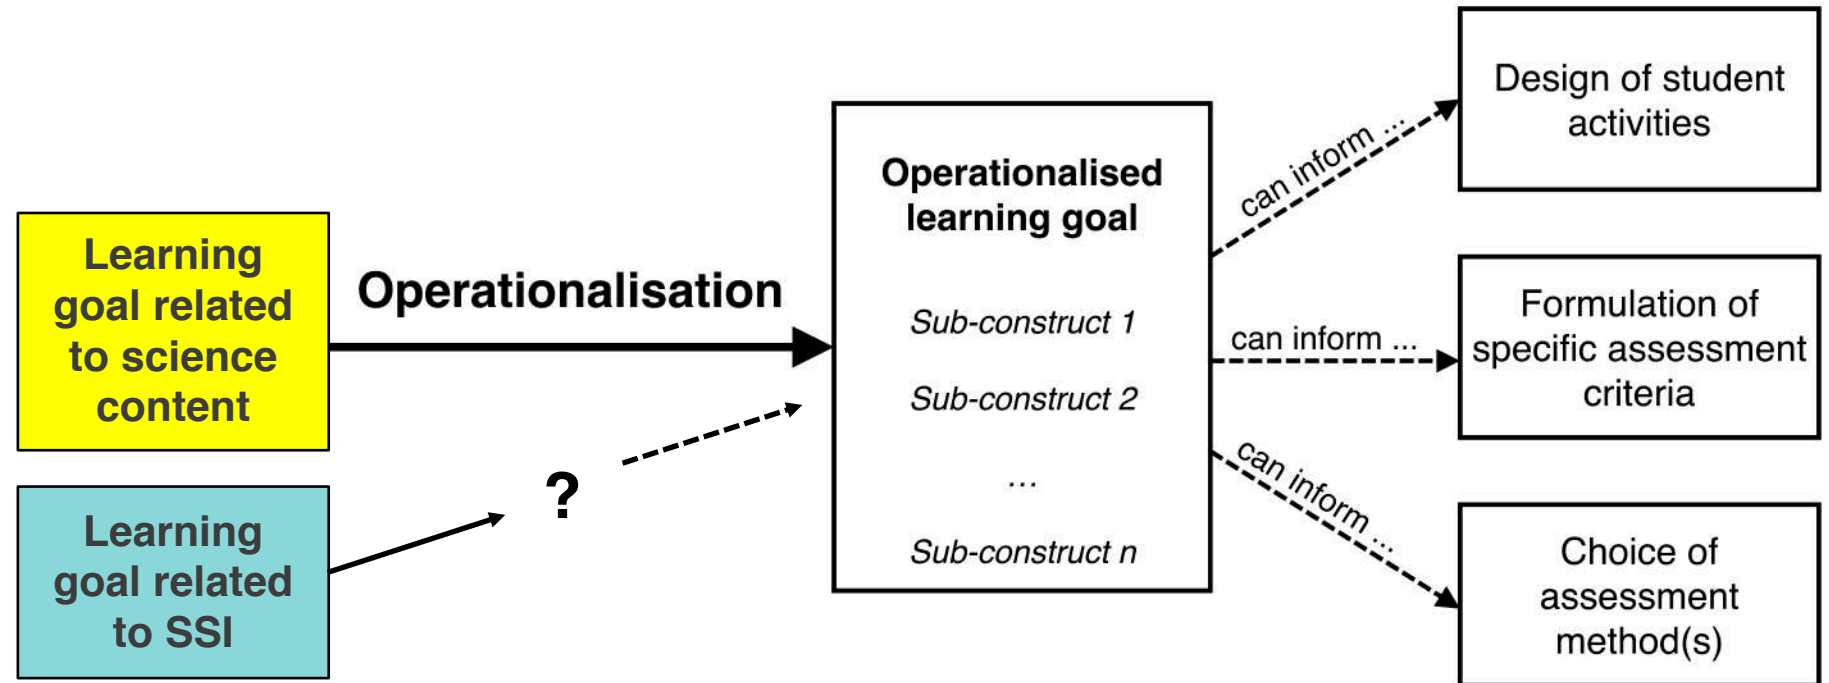 Learning
goal related
to science
content
Learning
goal related
to SSI
Operationalisation
?
Operationalised
learning goal
Sub-construct 1
Sub-construct 2
...
Sub-construct n
can inform ...
can inform ...
can inform ...
Design of student
activities
Formulation of
specific assessment
criteria
Choice of
assessment
method(s)